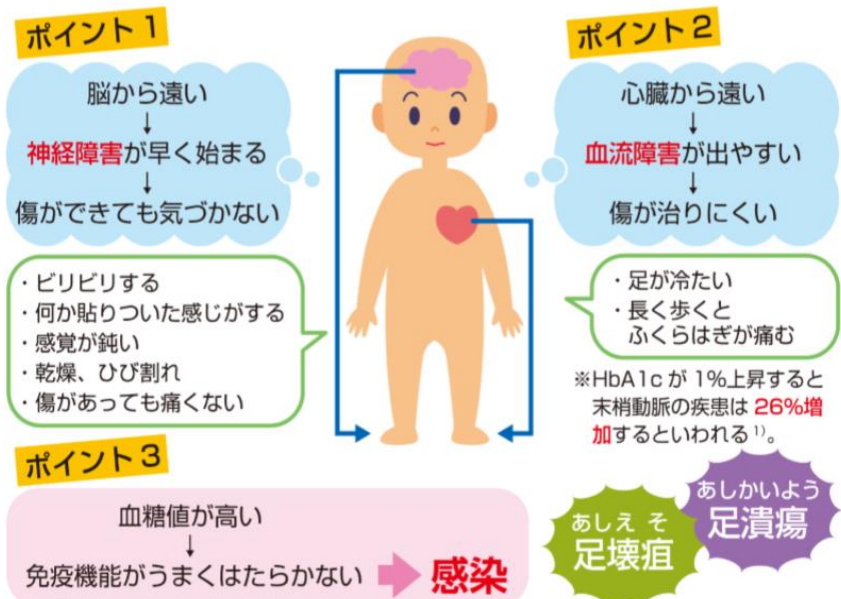 ポイント1
脳から遠い
↓
神経障害が早く始まる
↓
傷ができても気づかない
・ビリビリする
・何か貼りついた感じがする
・感覚が鈍い
・乾燥、ひび割れ
・傷があっても痛くない
ポイント2
心臓から遠い
↓
血流障害が出やすい
↓
傷が治りにくい
・足が冷たい
・長く歩くと
ふくらはぎが痛む
※HbA1c が 1%上昇すると
末梢動脈の疾患は 26%増
加するといわれる1)。
ポイント3
血糖値が高い
↓
免疫機能がうまくはたらかない
感染
あしえそ
足壊疽
あしかいよう
足潰瘍